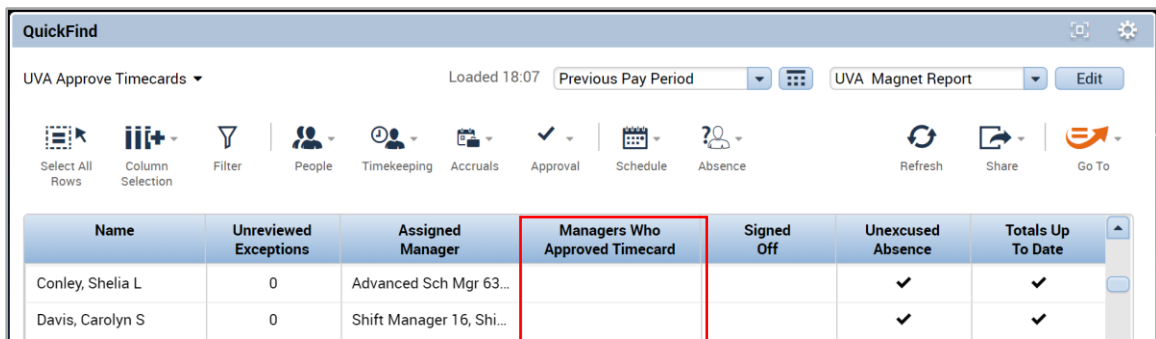 QuickFind
UVA Approve Timecards
Loaded 18:07
Previous Pay Period
UVA Magnet Report
Edit
Select All
Rows
Column
Selection
Filter
People
Timekeeping
Accruals
Approval
Schedule
Absence
Refresh
Share
Go To
Name
Unreviewed
Exceptions
Assigned
Manager
Managers Who
Approved Timecard
Signed
Off
Unexcused
Absence
Totals Up
To Date
Conley, Shelia L
0
Advanced Sch Mgr 63...
Davis, Carolyn S
0
Shift Manager 16, Shi...